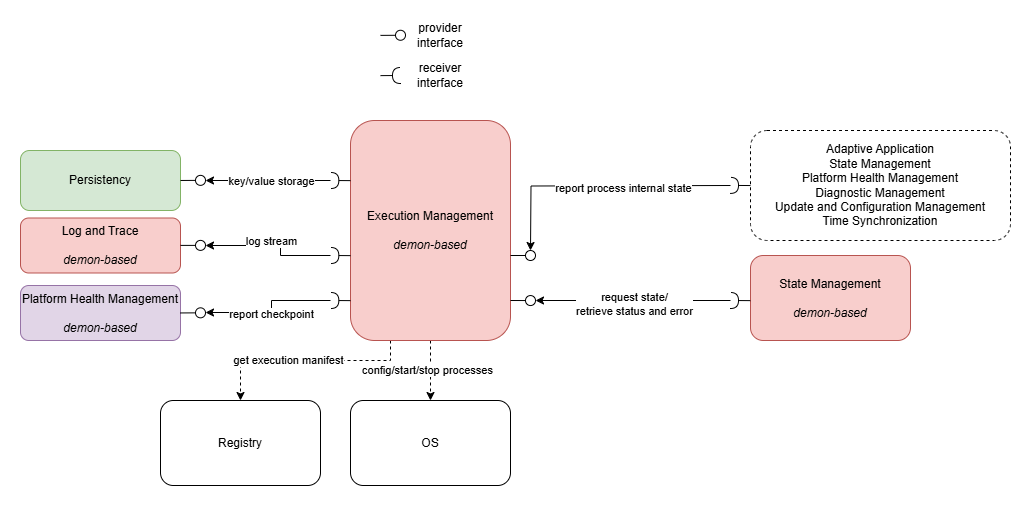 provider
interface
receiver
interface
Persistency
key/value storage
Log and Trace
demon-based
log stream
Platform Health Management
demon-based
report checkpoint
Execution Management
demon-based
report process internal state
Adaptive Application
State Management
Platform Health Management
Diagnostic Management
Update and Configuration Management
Time Synchronization
request state/
retrieve status and error
State Management
demon-based
get execution manifest
config/start/stop processes
Registry
OS